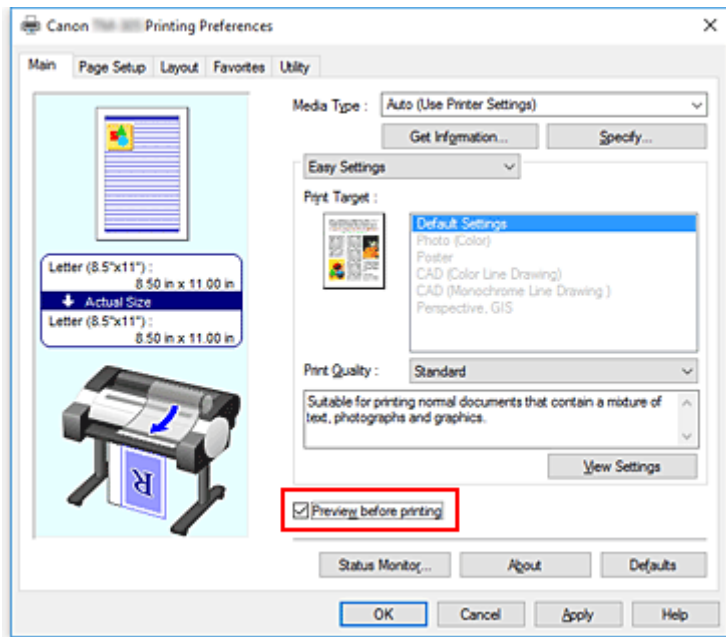 Canon Printing Preferences
Main Page Setup Layout Favorites Utility
Media Type : Auto (Use Printer Settings)
Get Information... Specify...
Easy Settings
Print Target :
Default Settings
Photo (Color)
Poster
CAD (Color Line Drawing)
CAD (Monochrome Line Drawing )
Perspective, GIS
Letter (8.5"x11") :
8.50 in x 11.00 in
Actual Size
Letter (8.5"x11") :
8.50 in x 11.00 in
R
Print Quality : Standard
Suitable for printing normal documents that contain a mixture of
text, photographs and graphics.
View Settings
Preview before printing
Status Monitor... About Defaults
OK Cancel Apply Help